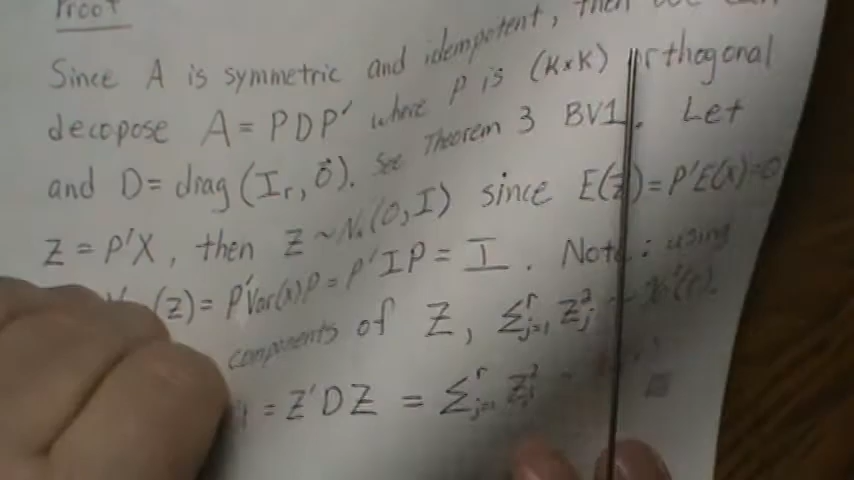 Proof
Since A is symmetric and idempotent, then we can
decopose A = PDP' where P is (K×K) orthogonal
and D = diag(I_r, 0⃗). See Theorem 3 BV1. Let
Z = P'X, then Z ~ N_k(0, I) since E(Z) = P'E(X) = 0
(Z) = P'Var(X)P = P'IP = I. Note: using
components of Z, Σ_{j=1}^r Z_j^2 ~ χ²(r).
= Z'DZ = Σ_{j=1}^r Z_j^2 ~